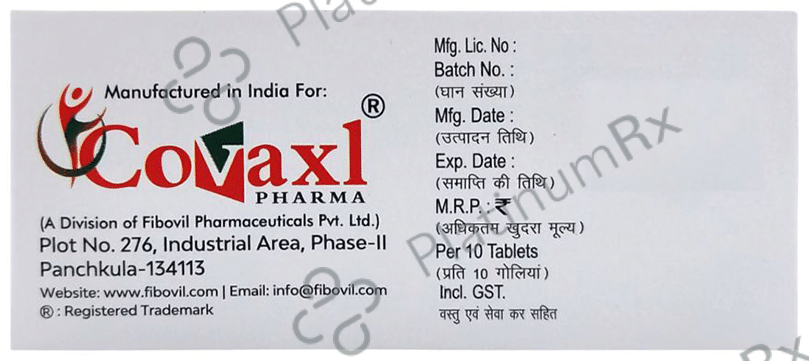 Manufactured in India For:
Covaxl®
PHARMA
(A Division of Fibovil Pharmaceuticals Pvt. Ltd.)
Plot No. 276, Industrial Area, Phase-II
Panchkula-134113
Website: www.fibovil.com | Email: info@fibovil.com
® : Registered Trademark
Mfg. Lic. No :
Batch No. :
(घान संख्या)
Mfg. Date :
(उत्पादन तिथि)
Exp. Date :
(समाप्ति की तिथि)
M.R.P. : ₹
(अधिकतम खुदरा मूल्य)
Per 10 Tablets
(प्रति 10 गोलियां)
Incl. GST.
वस्तु एवं सेवा कर सहित
PlatinumRx